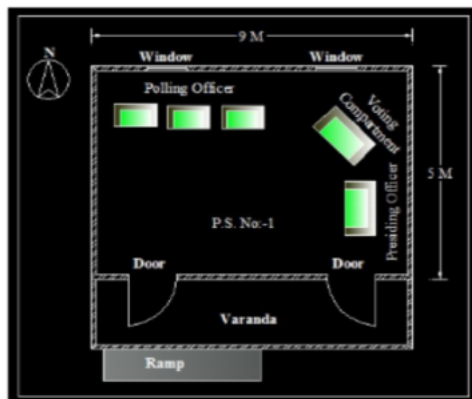 9 M
N
Window
Window
Polling Officer
Voting
Compartment
5 M
Presiding Officer
P.S. No:-1
Door
Door
Varanda
Ramp